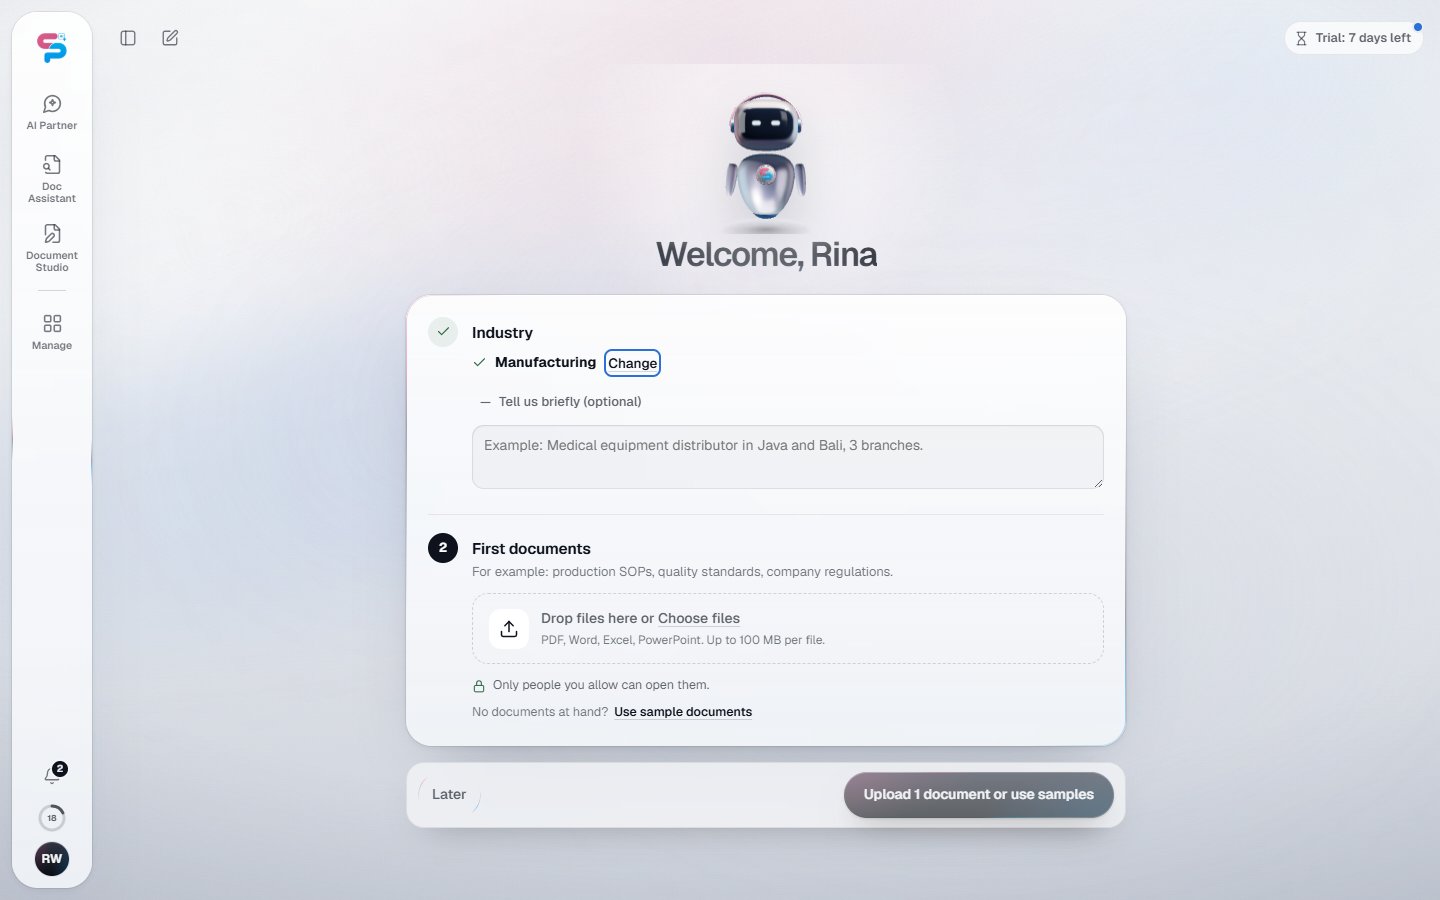 Trial: 7 days left
AI Partner
Doc
Assistant
Document
Studio
Manage
2
18
RW
Welcome, Rina
Industry
Manufacturing Change
— Tell us briefly (optional)
Example: Medical equipment distributor in Java and Bali, 3 branches.
2 First documents
For example: production SOPs, quality standards, company regulations.
Drop files here or Choose files
PDF, Word, Excel, PowerPoint. Up to 100 MB per file.
Only people you allow can open them.
No documents at hand? Use sample documents
Later
Upload 1 document or use samples